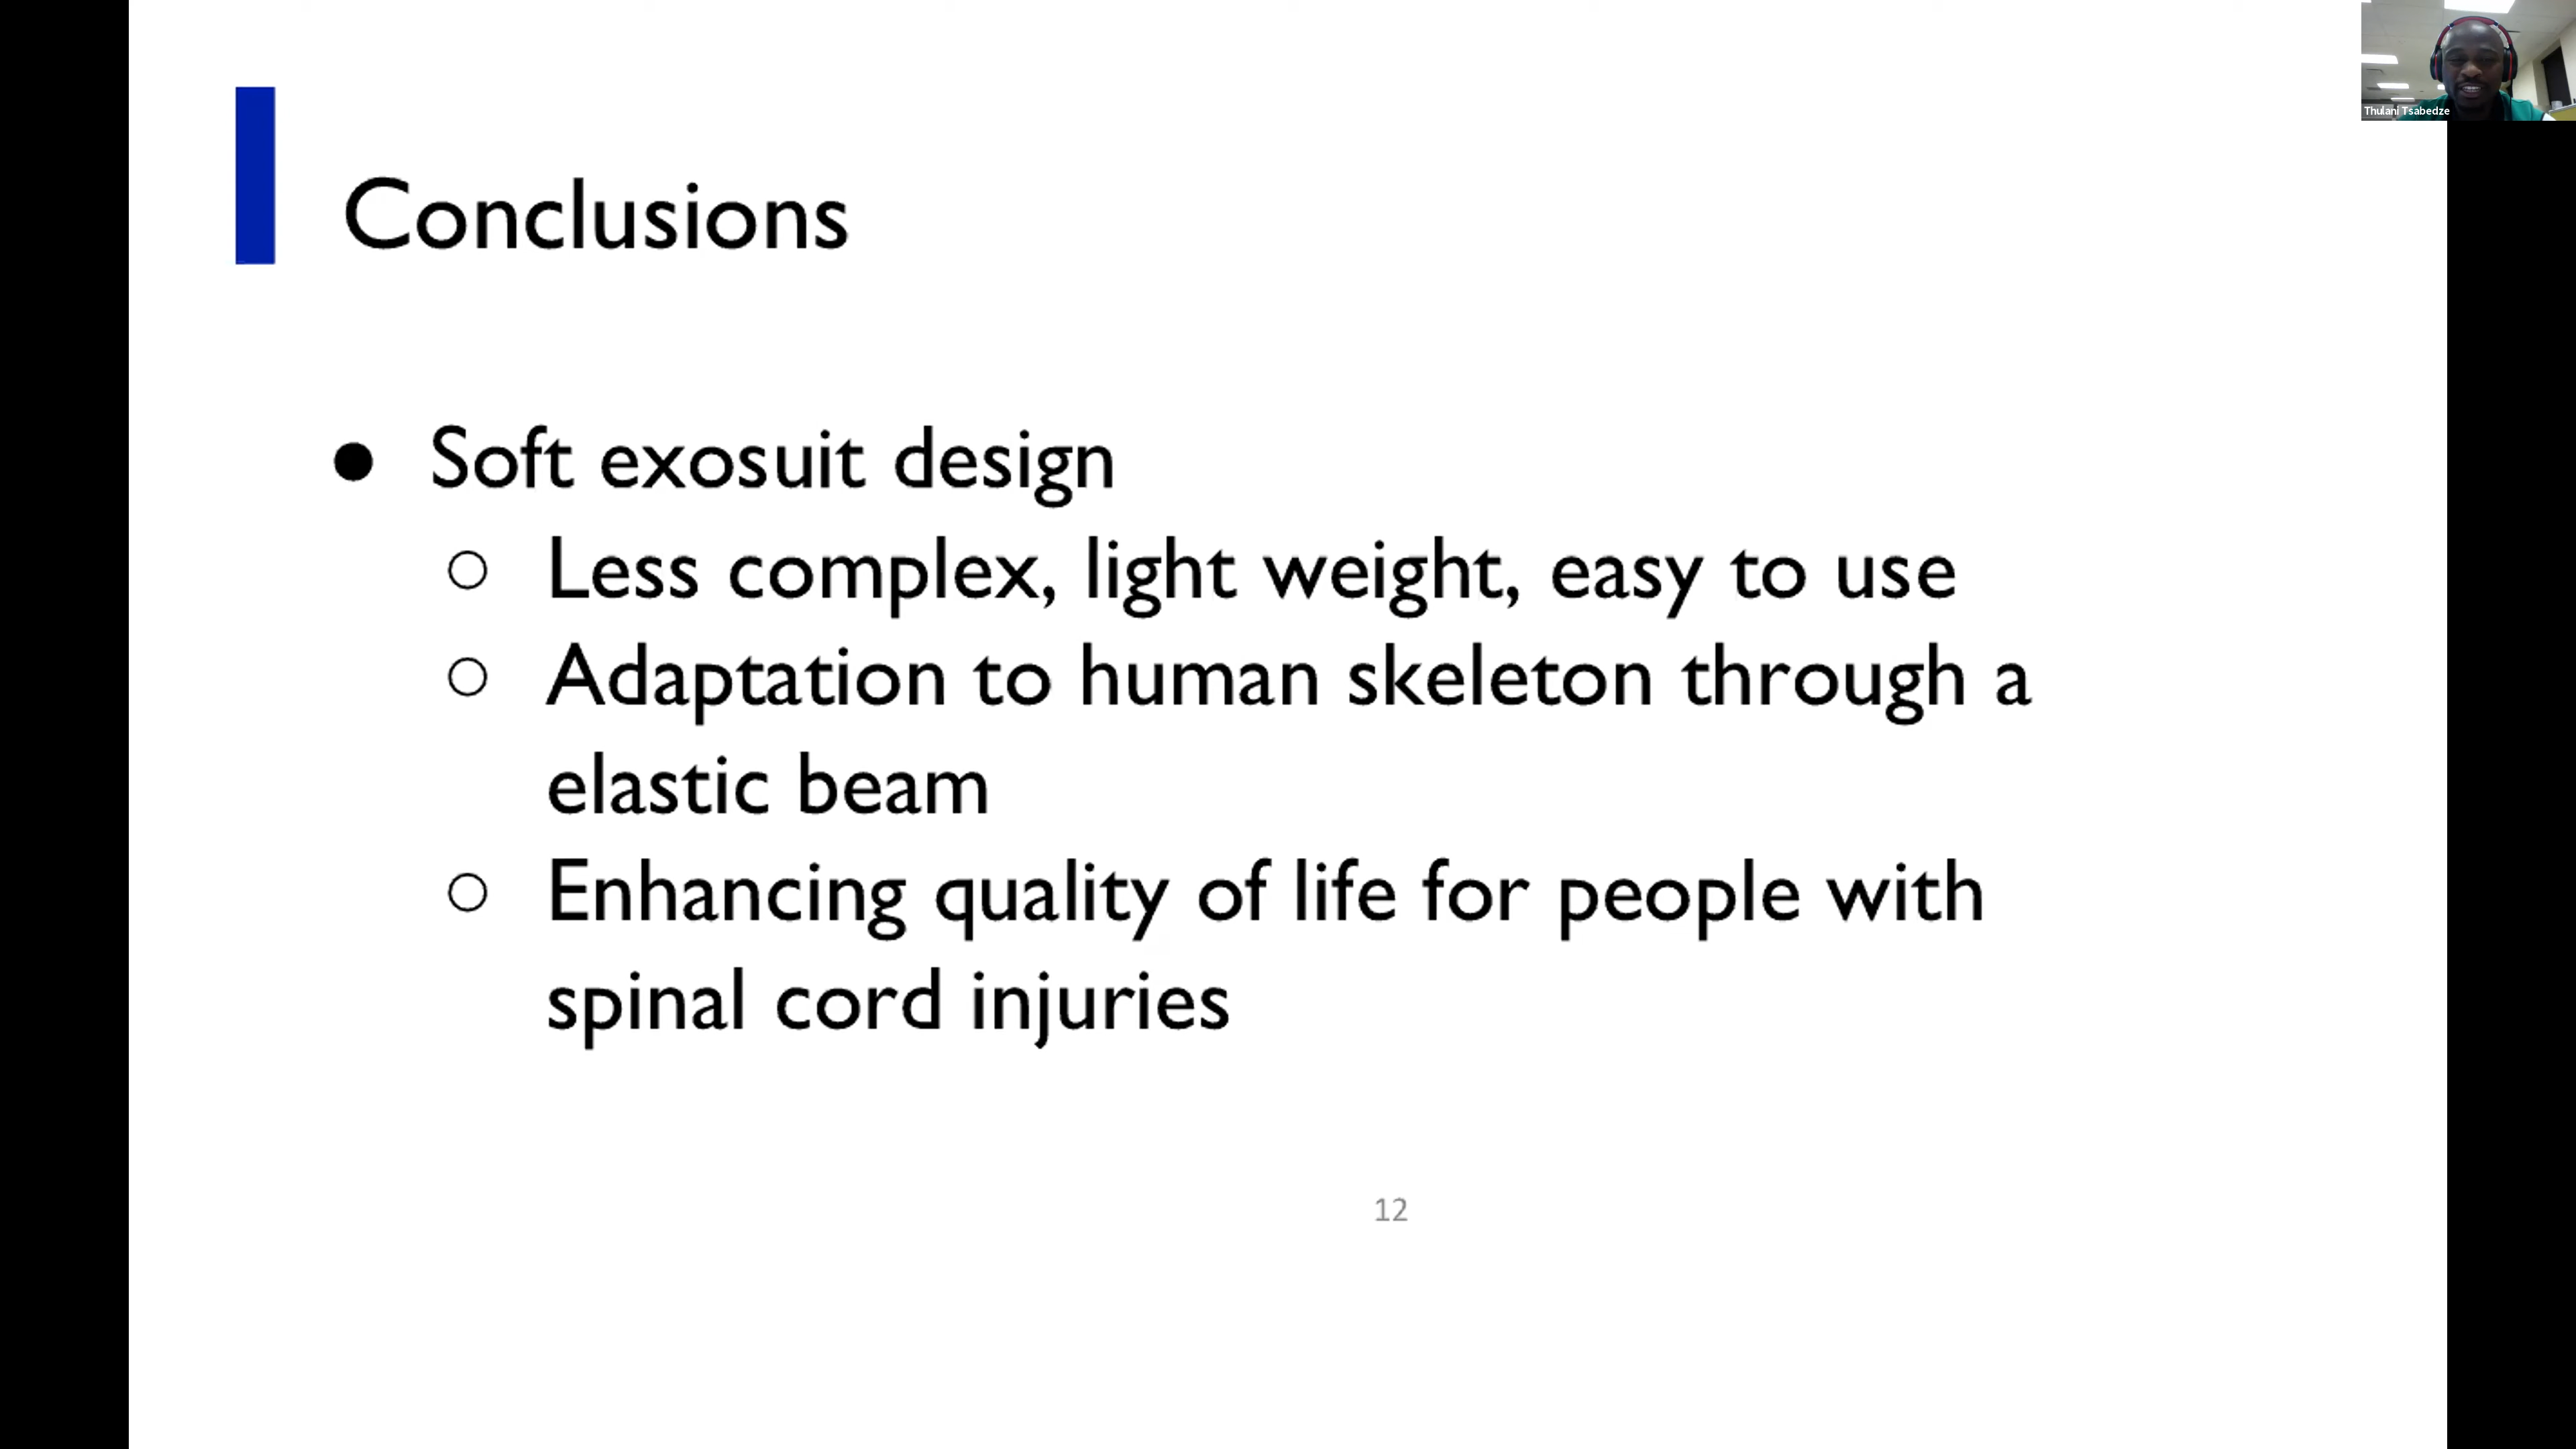 Thulani Tsabedze
Conclusions
● Soft exosuit design
○ Less complex, light weight, easy to use
○ Adaptation to human skeleton through a
elastic beam
○ Enhancing quality of life for people with
spinal cord injuries
12